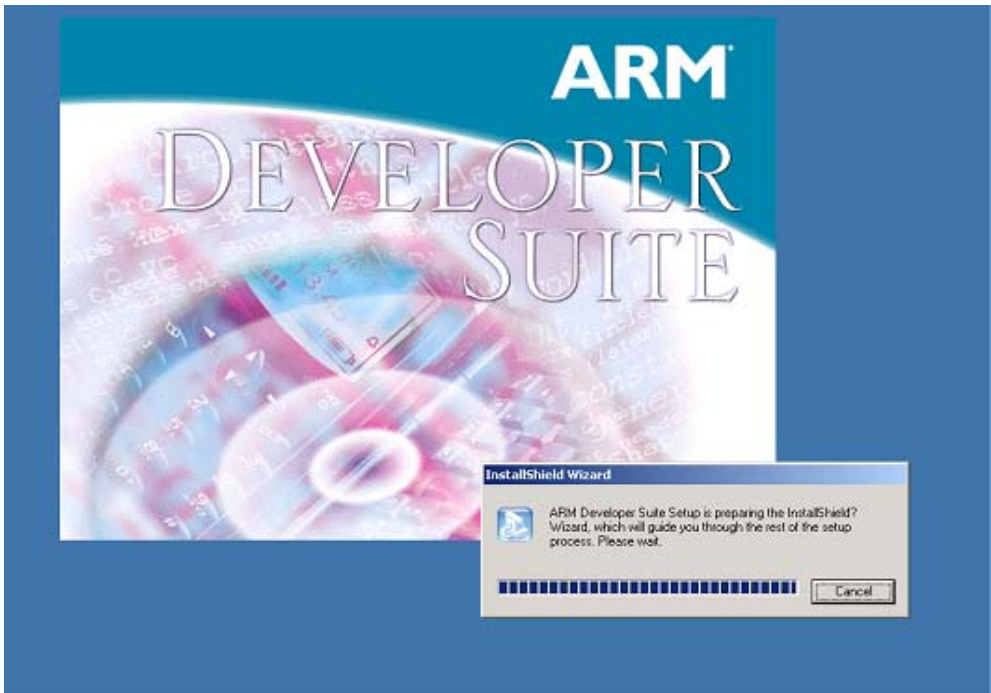 ARM
DEVELOPER
SUITE
InstallShield Wizard
ARM Developer Suite Setup is preparing the InstallShield?
Wizard, which will guide you through the rest of the setup
process. Please wait.
Cancel